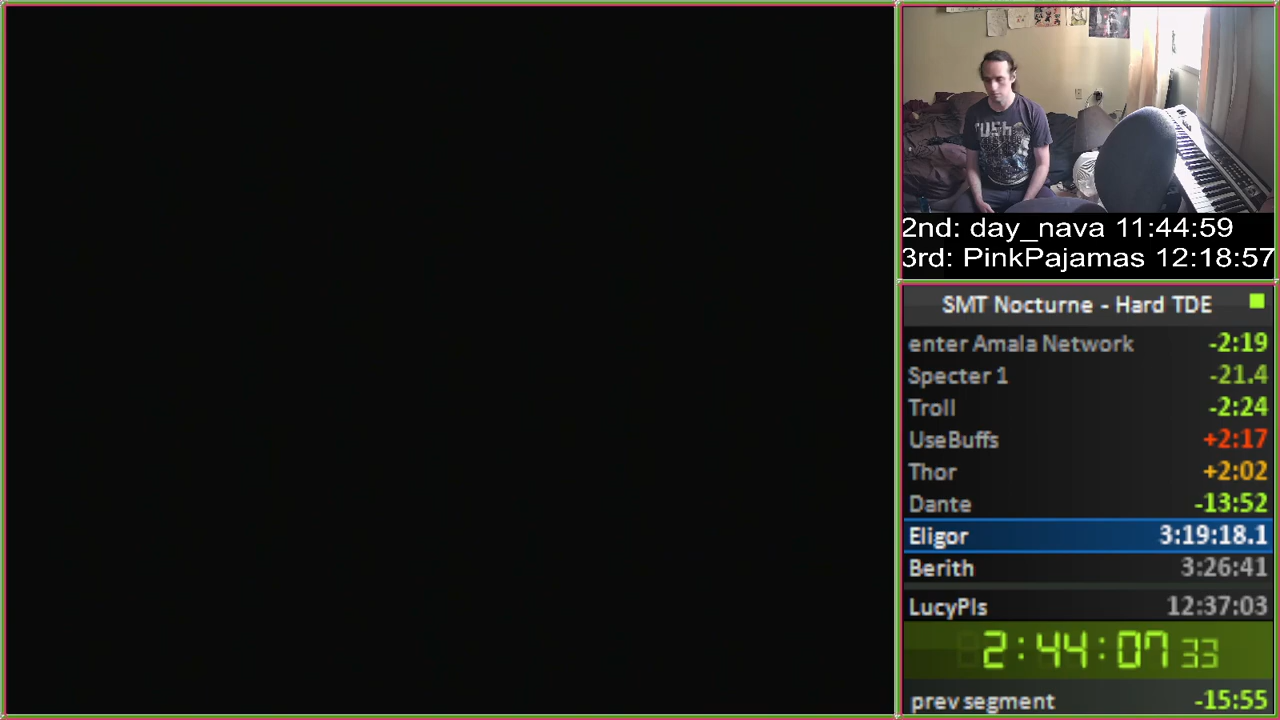 RUSH
2nd: day_nava 11:44:59
3rd: PinkPajamas 12:18:57
SMT Nocturne - Hard TDE
enter Amala Network -2:19
Specter 1 -21.4
Troll -2:24
UseBuffs +2:17
Thor +2:02
Dante -13:52
Eligor 3:19:18.1
Berith 3:26:41
LucyPls 12:37:03
2:44:07 33
prev segment -15:55